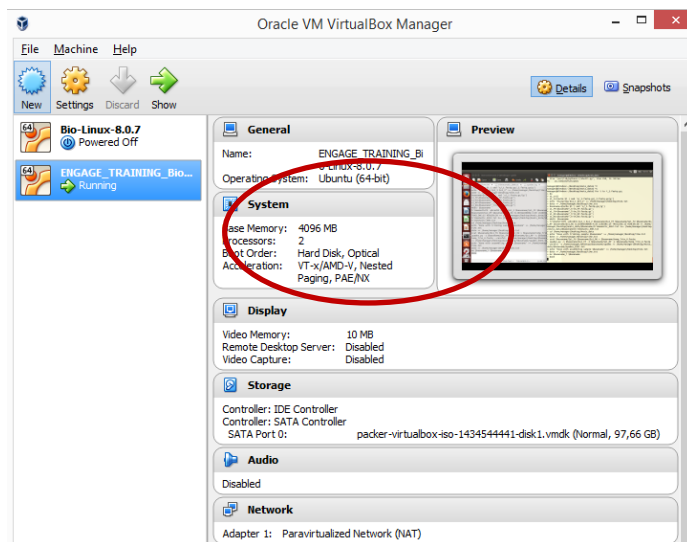 Oracle VM VirtualBox Manager
File Machine Help
New Settings Discard Show
Details Snapshots
64 Bio-Linux-8.0.7
Powered Off
64 ENGAGE_TRAINING_Bio...
Running
General
Name: ENGAGE_TRAINING_Bi
o-Linux-8.0.7
Operating System: Ubuntu (64-bit)
Preview
System
Base Memory: 4096 MB
Processors: 2
Boot Order: Hard Disk, Optical
Acceleration: VT-x/AMD-V, Nested
Paging, PAE/NX
Display
Video Memory: 10 MB
Remote Desktop Server: Disabled
Video Capture: Disabled
Storage
Controller: IDE Controller
Controller: SATA Controller
SATA Port 0: packer-virtualbox-iso-1434544441-disk1.vmdk (Normal, 97,66 GB)
Audio
Disabled
Network
Adapter 1: Paravirtualized Network (NAT)